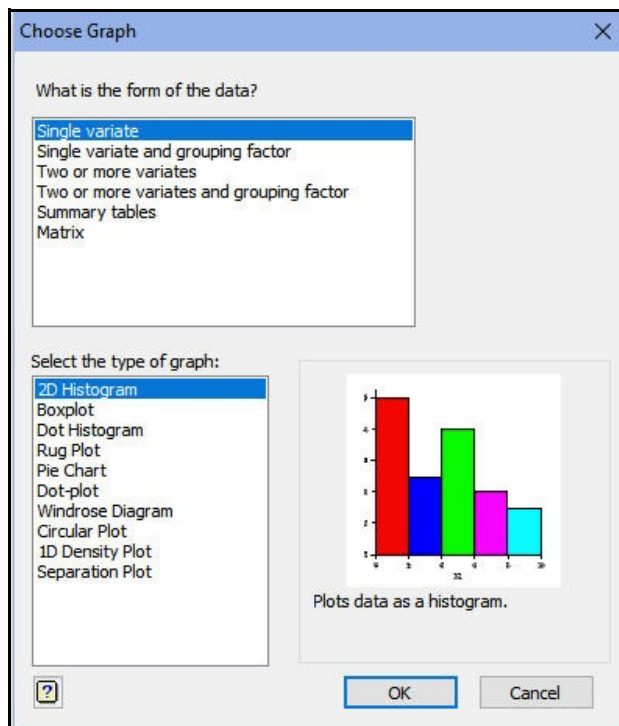 Choose Graph
What is the form of the data?
Single variate
Single variate and grouping factor
Two or more variates
Two or more variates and grouping factor
Summary tables
Matrix
Select the type of graph:
2D Histogram
Boxplot
Dot Histogram
Rug Plot
Pie Chart
Dot-plot
Windrose Diagram
Circular Plot
1D Density Plot
Separation Plot
Plots data as a histogram.
?
OK
Cancel